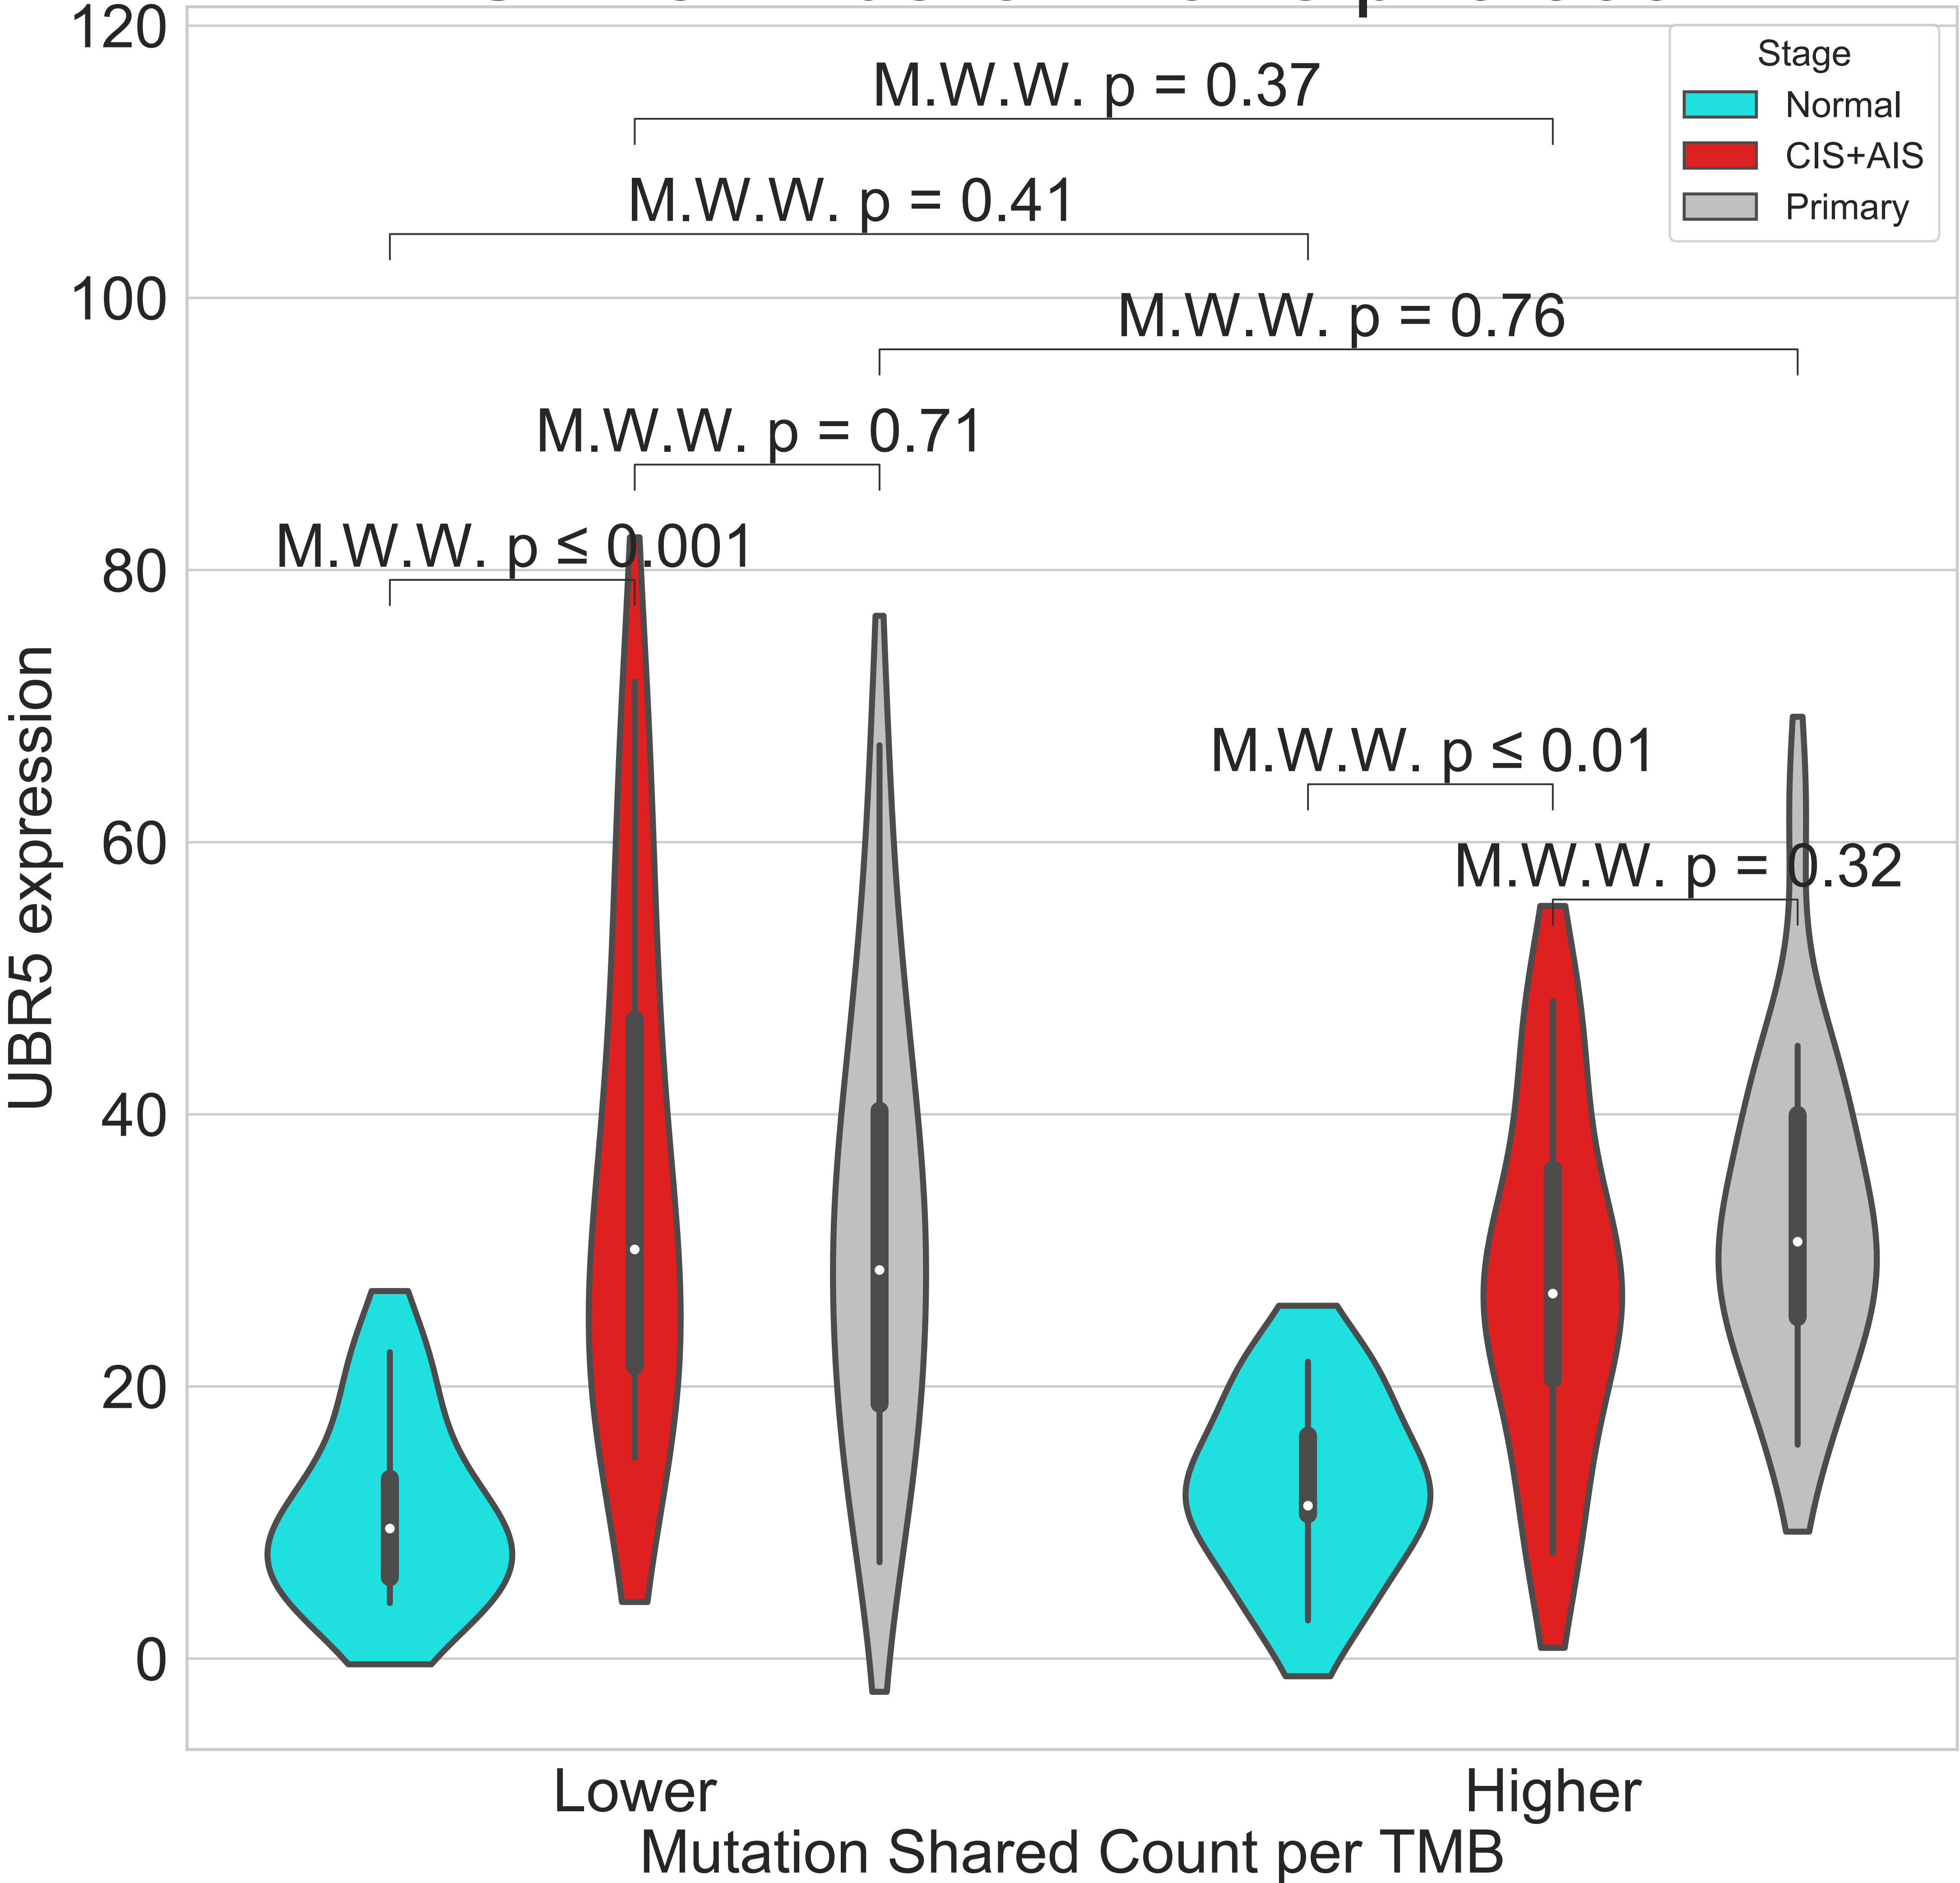 120
M.W.W. p = 0.37
Stage
Normal
CIS+AIS
Primary
M.W.W. p = 0.41
100
M.W.W. p = 0.76
M.W.W. p = 0.71
M.W.W. p ≤ 0.001
80
M.W.W. p ≤ 0.01
60
M.W.W. p = 0.32
UBR5 expression
40
20
0
Lower
Higher
Mutation Shared Count per TMB